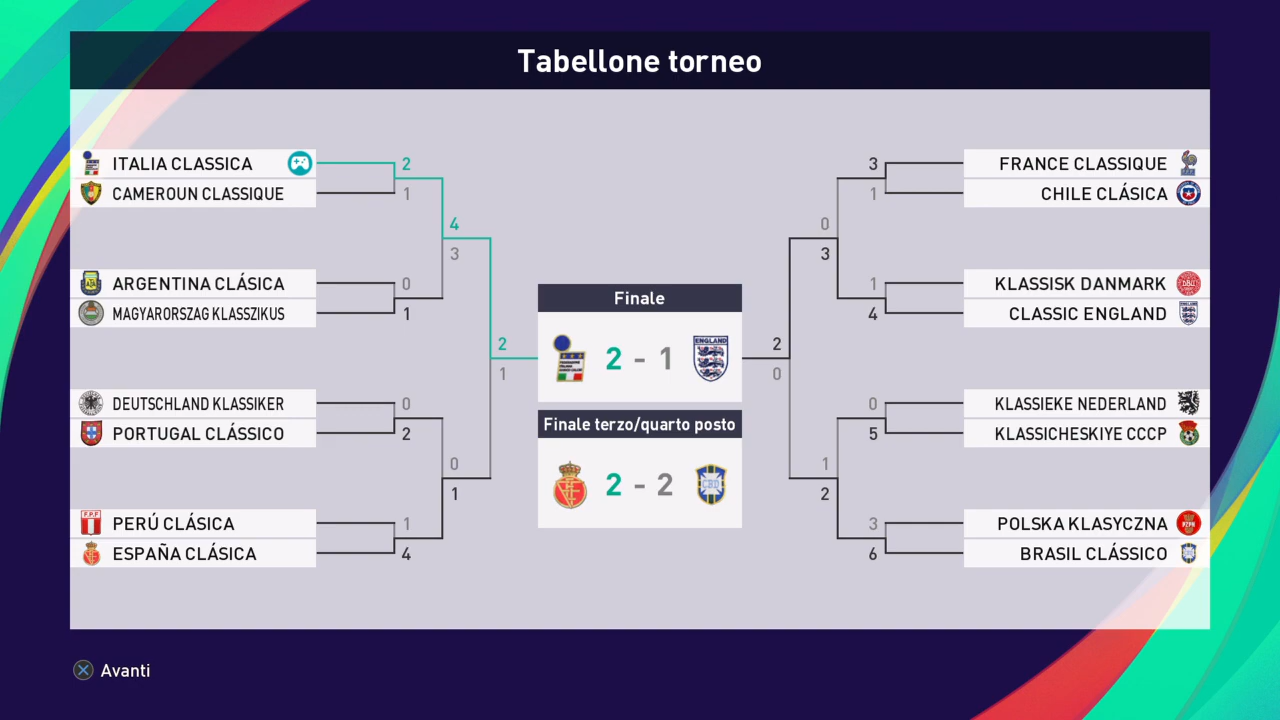 Tabellone torneo
ITALIA CLASSICA 2
CAMEROUN CLASSIQUE 1
4
3
ARGENTINA CLÁSICA 0
MAGYARORSZAG KLASSZIKUS 1
2
1
DEUTSCHLAND KLASSIKER 0
PORTUGAL CLÁSSICO 2
0
1
PERÚ CLÁSICA 1
ESPAÑA CLÁSICA 4
Finale
ENGLAND
2 - 1
Finale terzo/quarto posto
2 - 2
CBD
3 FRANCE CLASSIQUE
1 CHILE CLÁSICA
0
3
1 KLASSISK DANMARK
4 CLASSIC ENGLAND
2
0
0 KLASSIEKE NEDERLAND
5 KLASSICHESKIYE CCCP
1
2
3 POLSKA KLASYCZNA
6 BRASIL CLÁSSICO
Avanti